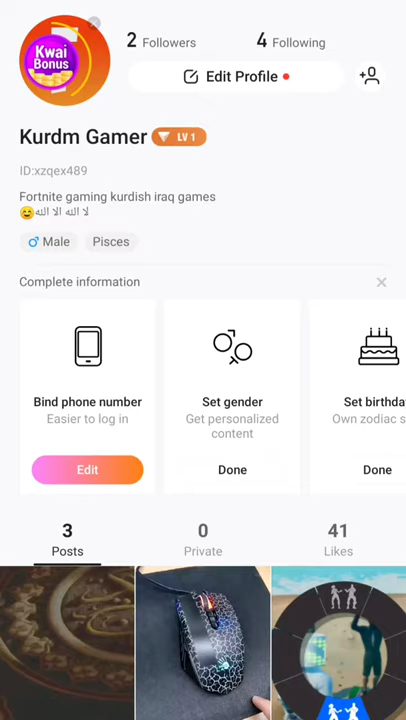 Kwai
Bonus
2 Followers
4 Following
Edit Profile
Kurdm Gamer
LV 1
ID:xzqex489
Fortnite gaming kurdish iraq games
😊لا الله الا الله
Male
Pisces
Complete information
Bind phone number
Easier to log in
Edit
Set gender
Get personalized
content
Done
Set birthda
Own zodiac s
Done
3
Posts
0
Private
41
Likes